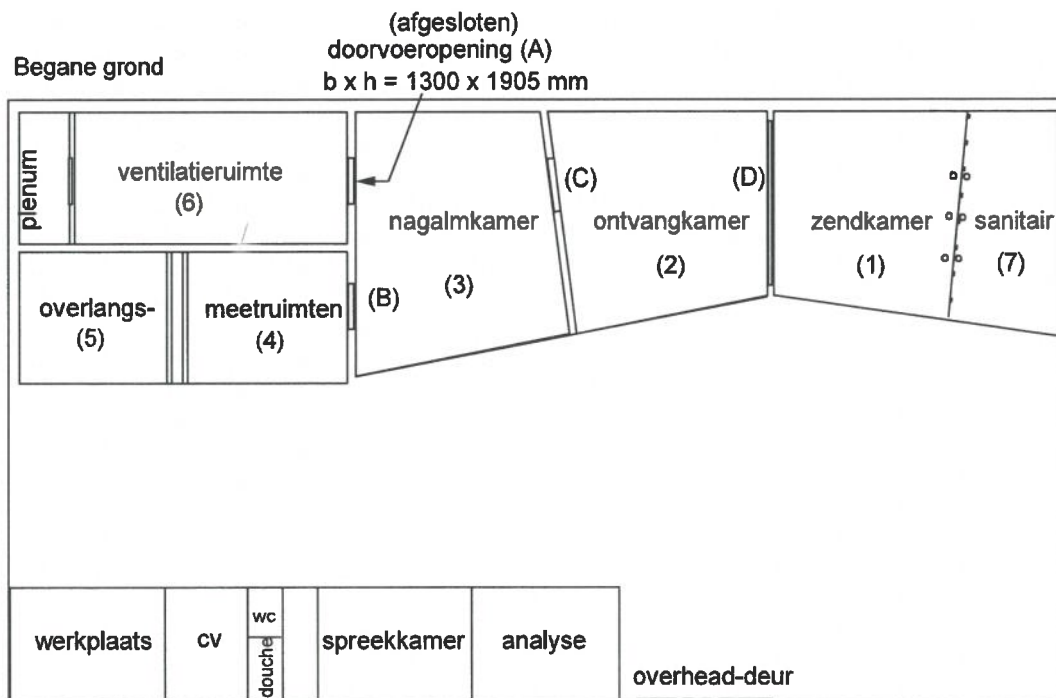 (afgesloten)
doorvoeropening (A)
b x h = 1300 x 1905 mm
Begane grond
plenum
ventilatieruimte
(6)
nagalmkamer
(3)
(C)
ontvangkamer
(2)
(D)
zendkamer
(1)
sanitair
(7)
overlangs-
(5)
meetruimten
(4)
(B)
werkplaats
cv
wc
douche
spreekkamer
analyse
overhead-deur